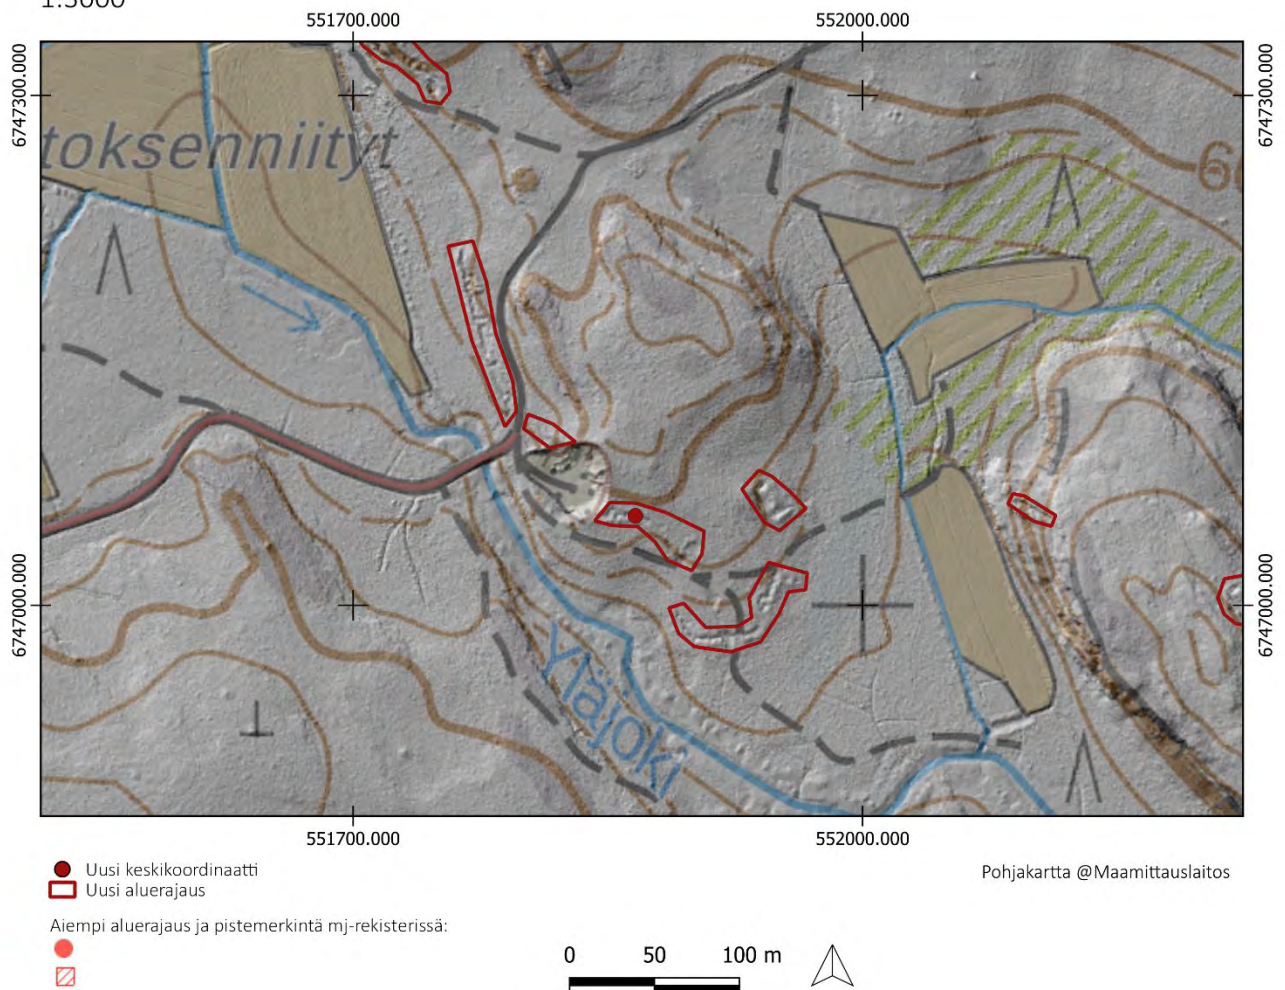 1:5000
551700.000 552000.000
6747300.000 6747300.000
toksenniityt
6747000.000 6747000.000
Yläjoki
551700.000 552000.000
Uusi keskikoordinaatti
Uusi aluerajaus
Pohjakartta @Maamittauslaitos
Aiempi aluerajaus ja pistemerkintä mj-rekisterissä:
0 50 100 m